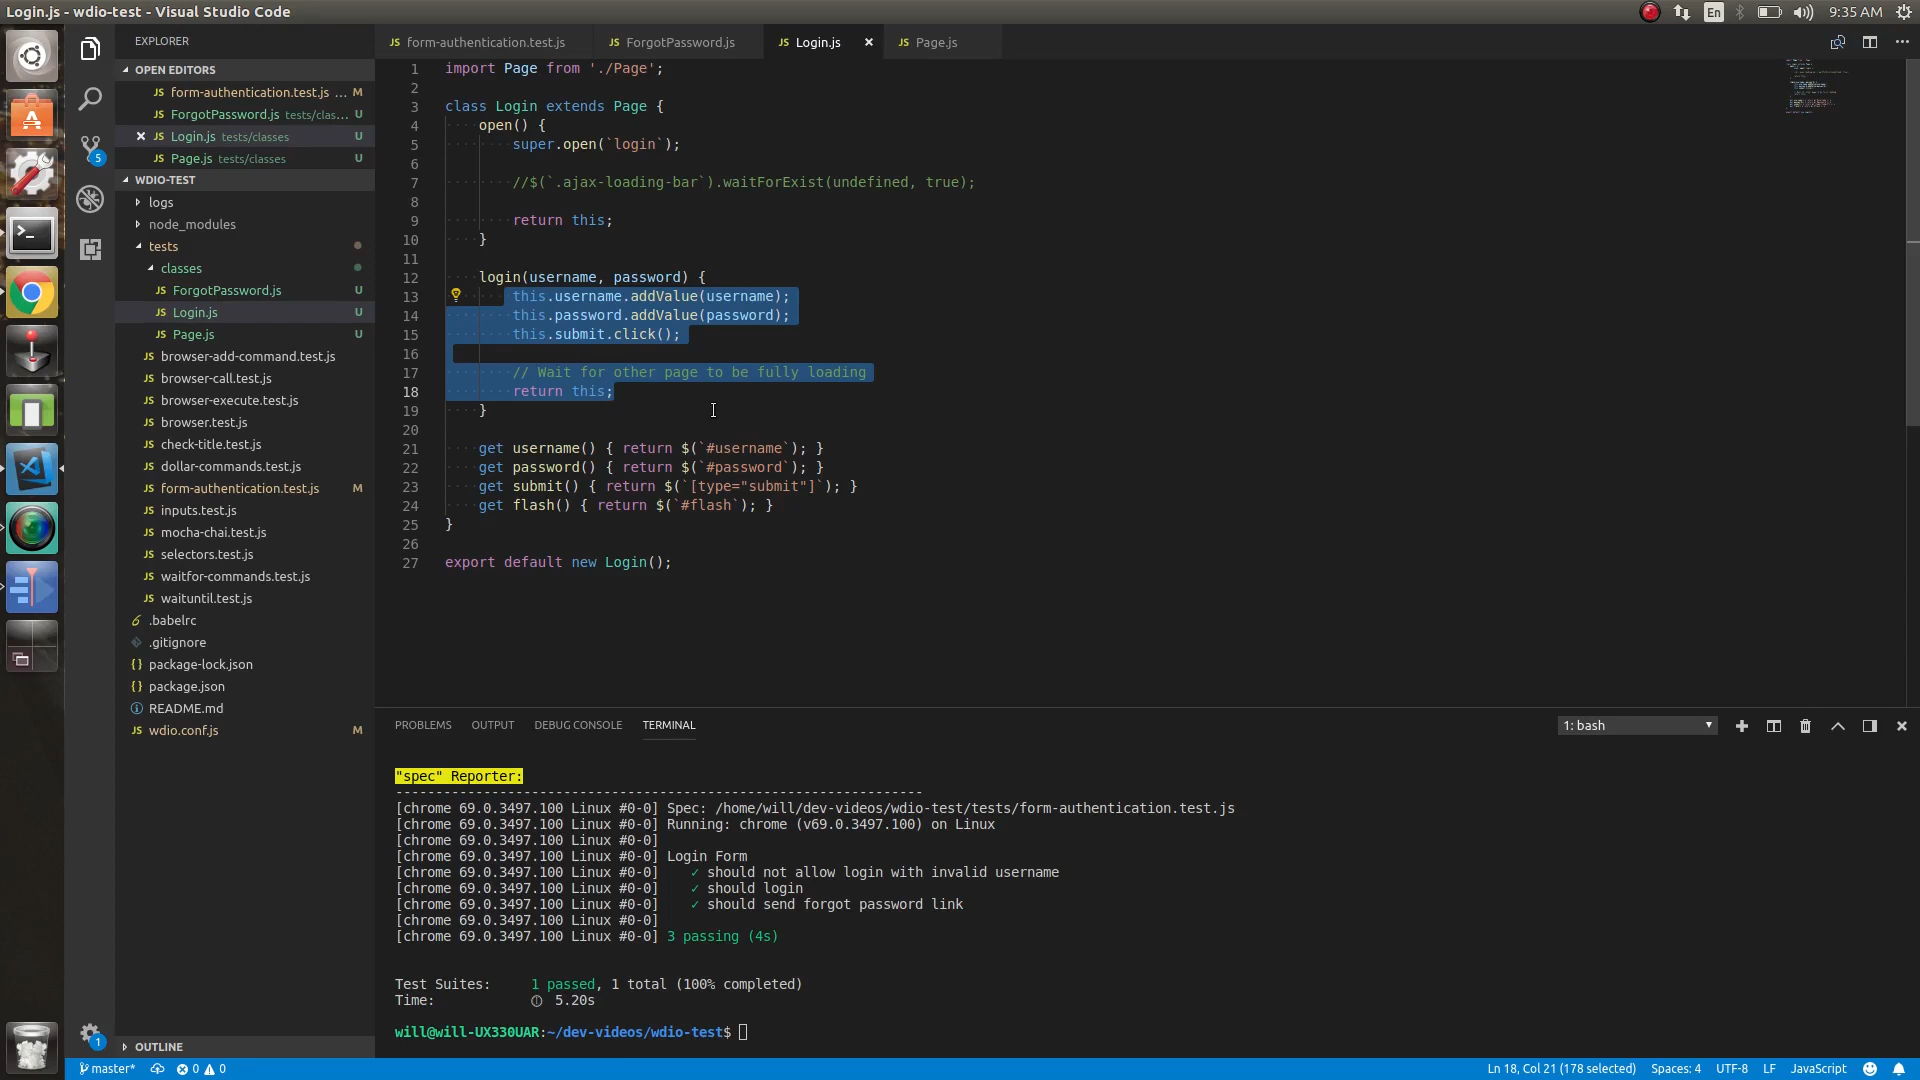 Login.js - wdio-test - Visual Studio Code
En
9:35 AM
EXPLORER
OPEN EDITORS
JS form-authentication.test.js ... M
JS ForgotPassword.js tests/clas... U
JS Login.js tests/classes U
JS Page.js tests/classes U
WDIO-TEST
logs
node_modules
tests
classes
JS ForgotPassword.js U
JS Login.js U
JS Page.js U
JS browser-add-command.test.js
JS browser-call.test.js
JS browser-execute.test.js
JS browser.test.js
JS check-title.test.js
JS dollar-commands.test.js
JS form-authentication.test.js M
JS inputs.test.js
JS mocha-chai.test.js
JS selectors.test.js
JS waitfor-commands.test.js
JS waituntil.test.js
.babelrc
.gitignore
{} package-lock.json
{} package.json
README.md
JS wdio.conf.js M
OUTLINE
5
1
JS form-authentication.test.js
JS ForgotPassword.js
JS Login.js
JS Page.js
1 import Page from './Page';
2
3 class Login extends Page {
4 open() {
5 super.open(`login`);
6
7 //$(`.ajax-loading-bar`).waitForExist(undefined, true);
8
9 return this;
10 }
11
12 login(username, password) {
13 this.username.addValue(username);
14 this.password.addValue(password);
15 this.submit.click();
16
17 // Wait for other page to be fully loading
18 return this;
19 }
20
21 get username() { return $(`#username`); }
22 get password() { return $(`#password`); }
23 get submit() { return $(`[type="submit"]`); }
24 get flash() { return $(`#flash`); }
25 }
26
27 export default new Login();
PROBLEMS OUTPUT DEBUG CONSOLE TERMINAL
1: bash
"spec" Reporter:
------------------------------------------------------------------
[chrome 69.0.3497.100 Linux #0-0] Spec: /home/will/dev-videos/wdio-test/tests/form-authentication.test.js
[chrome 69.0.3497.100 Linux #0-0] Running: chrome (v69.0.3497.100) on Linux
[chrome 69.0.3497.100 Linux #0-0]
[chrome 69.0.3497.100 Linux #0-0] Login Form
[chrome 69.0.3497.100 Linux #0-0] ✓ should not allow login with invalid username
[chrome 69.0.3497.100 Linux #0-0] ✓ should login
[chrome 69.0.3497.100 Linux #0-0] ✓ should send forgot password link
[chrome 69.0.3497.100 Linux #0-0]
[chrome 69.0.3497.100 Linux #0-0] 3 passing (4s)
Test Suites: 1 passed, 1 total (100% completed)
Time: 5.20s
will@will-UX330UAR:~/dev-videos/wdio-test$
master* 0 0
Ln 18, Col 21 (178 selected) Spaces: 4 UTF-8 LF JavaScript